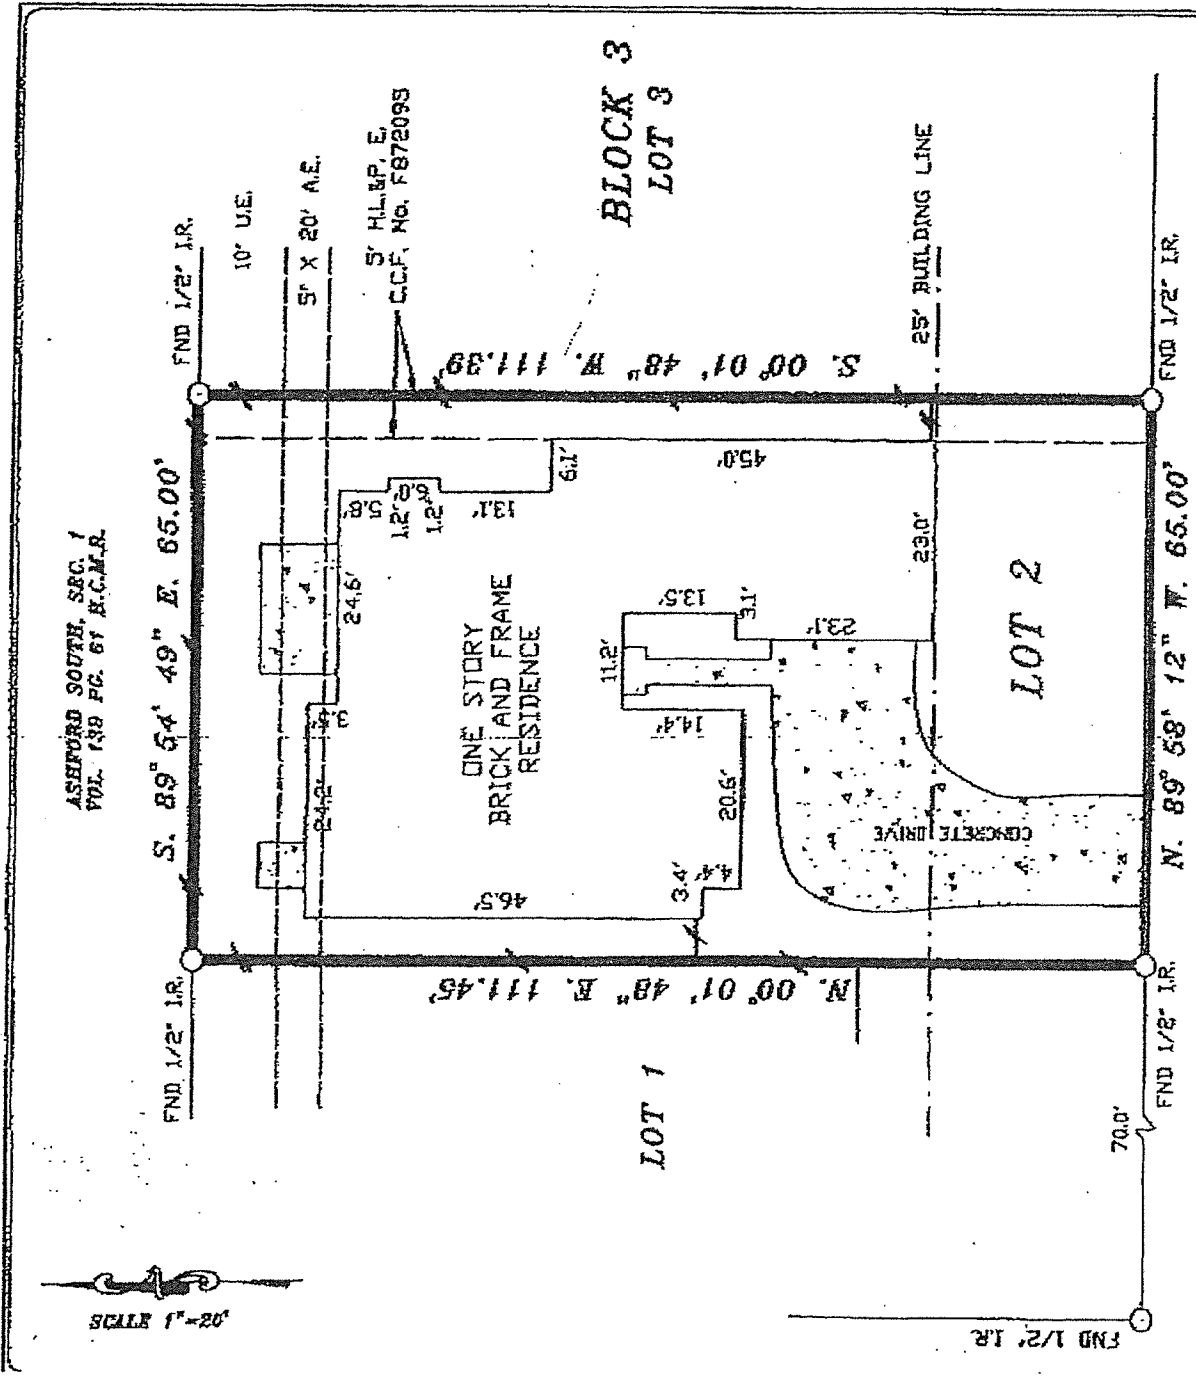 ASHFORD SOUTH, SEC. 1
VOL. 139 PG. 61 H.C.M.R.
SCALE 1"=20'
S. 89° 54' 49" E. 65.00'
FND 1/2" I.R.
FND 1/2" I.R.
10' U.E.
5' X 20' A.E.
5' H.L.&P. E.
C.C.F. No. F872095
BLOCK 3
LOT 3
S. 00° 01' 48" W. 111.39'
25' BUILDING LINE
ONE STORY
BRICK AND FRAME
RESIDENCE
24.6'
24.2'
5.8'
1.2'
6.0'
1.2'
13.1'
6.1'
45.0'
46.5'
3.4'
4.4'
20.6'
14.4'
11.2'
13.5'
3.1'
23.1'
23.0'
CONCRETE DRIVE
LOT 2
LOT 1
N. 00° 01' 48" E. 111.45'
N. 89° 58' 12" W. 65.00'
FND 1/2" I.R.
FND 1/2" I.R.
70.0'
FND 1/2' I.R.